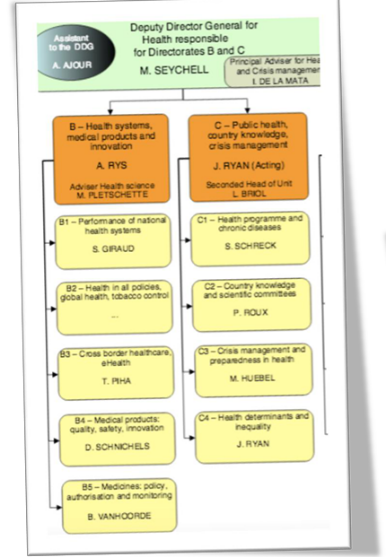 Assistant
to the DDG
A. AJOUR
Deputy Director General for
Health responsible
for Directorates B and C
M. SEYCHELL
Principal Adviser for Hea
and Crisis managemen
I. DE LA MATA
B – Health systems,
medical products and
innovation
A. RYS
Adviser Health science
M. PLETSCHETTE
C – Public health,
country knowledge,
crisis management
J. RYAN (Acting)
Seconded Head of Unit
L. BRIOL
B1 – Performance of national
health systems
S. GIRAUD
B2 – Health in all policies,
global health, tobacco control
...
B3 – Cross border healthcare,
eHealth
T. PIHA
B4 – Medical products:
quality, safety, innovation
D. SCHNICHELS
B5 – Medicines: policy,
authorisation and monitoring
B. VANHOORDE
C1 – Health programme and
chronic diseases
S. SCHRECK
C2 – Country knowledge
and scientific committees
P. ROUX
C3 – Crisis management and
preparedness in health
M. HUEBEL
C4 – Health determinants and
inequality
J. RYAN